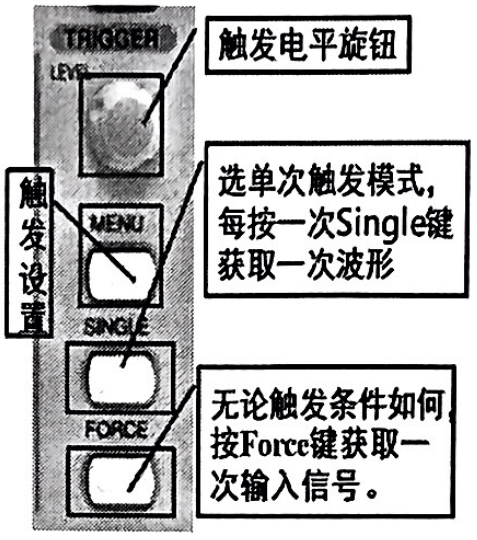 TRIGGER
触发电平旋钮
LEVEL
选单次触发模式,
每按一次Single键
获取一次波形
触发设置
MENU
SINGLE
无论触发条件如何,
按Force键获取一
次输入信号。
FORCE